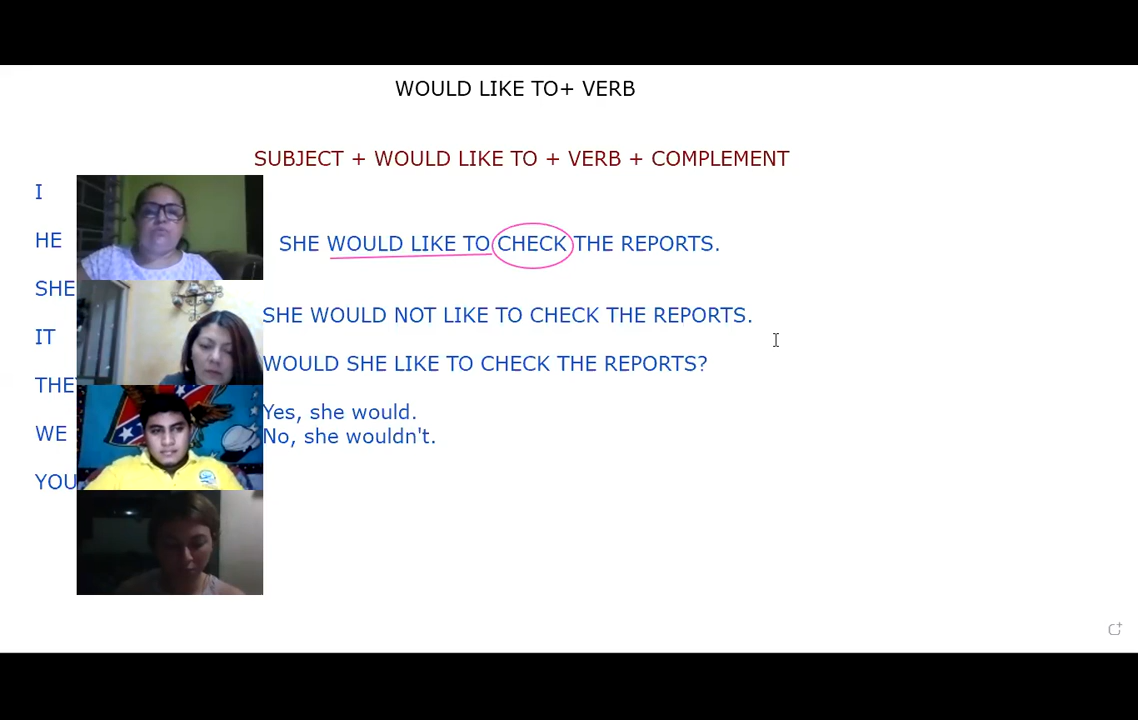 WOULD LIKE TO+ VERB
SUBJECT + WOULD LIKE TO + VERB + COMPLEMENT
I
HE
SHE WOULD LIKE TO CHECK THE REPORTS.
SHE
SHE WOULD NOT LIKE TO CHECK THE REPORTS.
IT
WOULD SHE LIKE TO CHECK THE REPORTS?
THE
Yes, she would.
WE
No, she wouldn't.
YOU